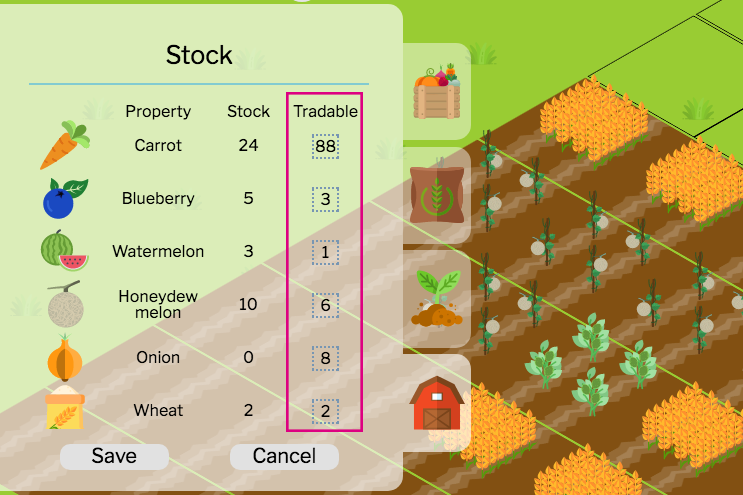 Stock
Property Stock Tradable
Carrot 24 88
Blueberry 5 3
Watermelon 3 1
Honeydew
melon 10 6
Onion 0 8
Wheat 2 2
Save Cancel